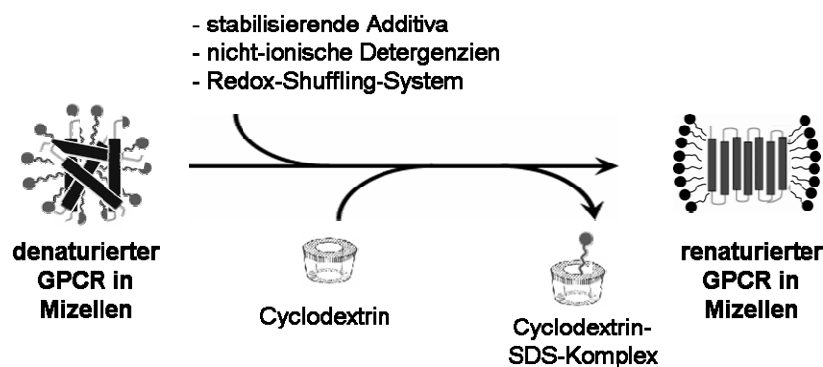 - stabilisierende Additiva
- nicht-ionische Detergenzien
- Redox-Shuffling-System
denaturierter
GPCR in
Mizellen
Cyclodextrin
Cyclodextrin-
SDS-Komplex
renaturierter
GPCR in
Mizellen